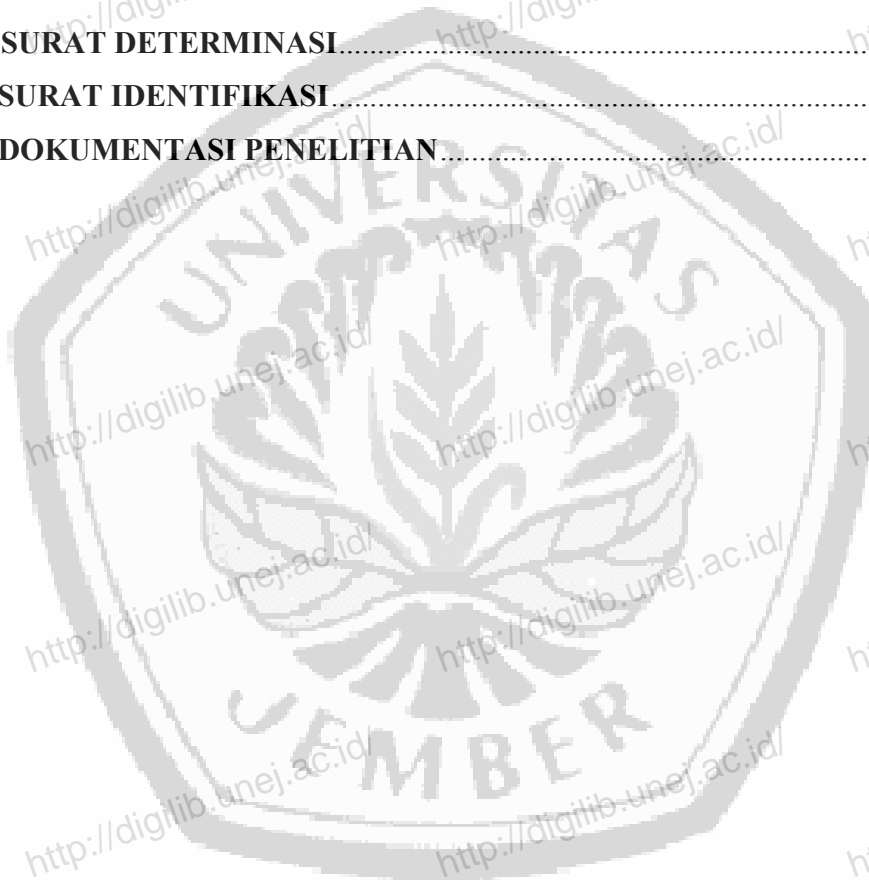 SURAT DETERMINASI
SURAT IDENTIFIKASI
DOKUMENTASI PENELITIAN
UNIVERSITAS
JEMBER
http://digilib.unej.ac.id/
http://digilib.unej.ac.id/
http://digilib.unej.ac.id/
http://digilib.unej.ac.id/
http://digilib.unej.ac.id/
http://digilib.unej.ac.id/
http://digilib.unej.ac.id/
http://digilib.unej.ac.id/